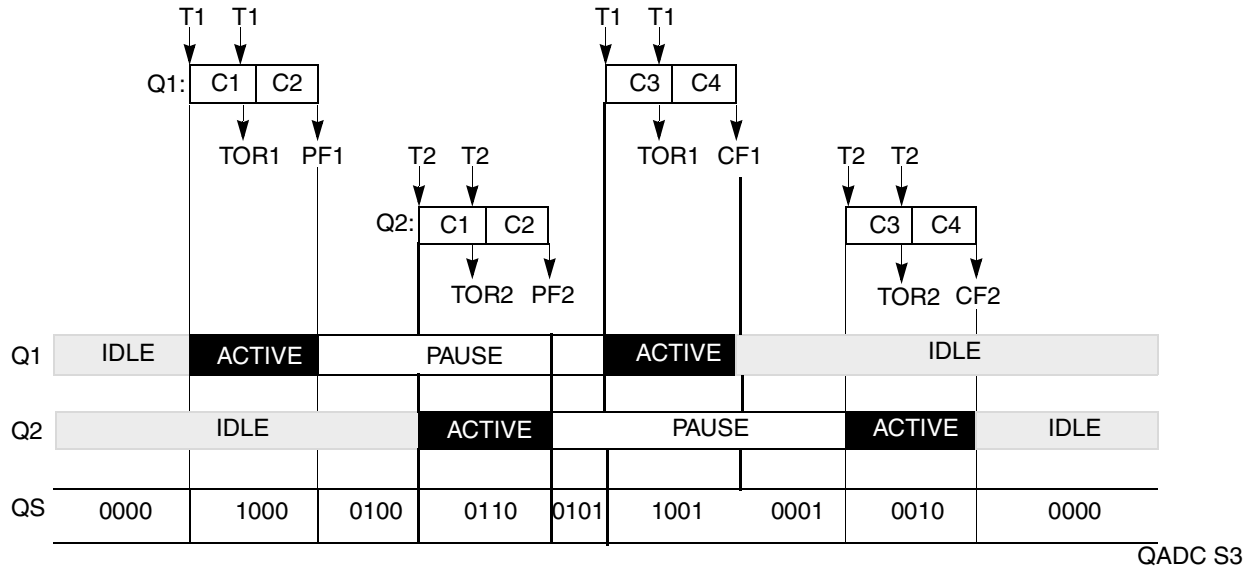 T1 T1 T1 T1
Q1: C1 C2 C3 C4
TOR1 PF1 T2 T2 TOR1 CF1 T2 T2
Q2: C1 C2 C3 C4
TOR2 PF2 TOR2 CF2
Q1 IDLE ACTIVE PAUSE ACTIVE IDLE
Q2 IDLE ACTIVE PAUSE ACTIVE IDLE
QS 0000 1000 0100 0110 0101 1001 0001 0010 0000
QADC S3